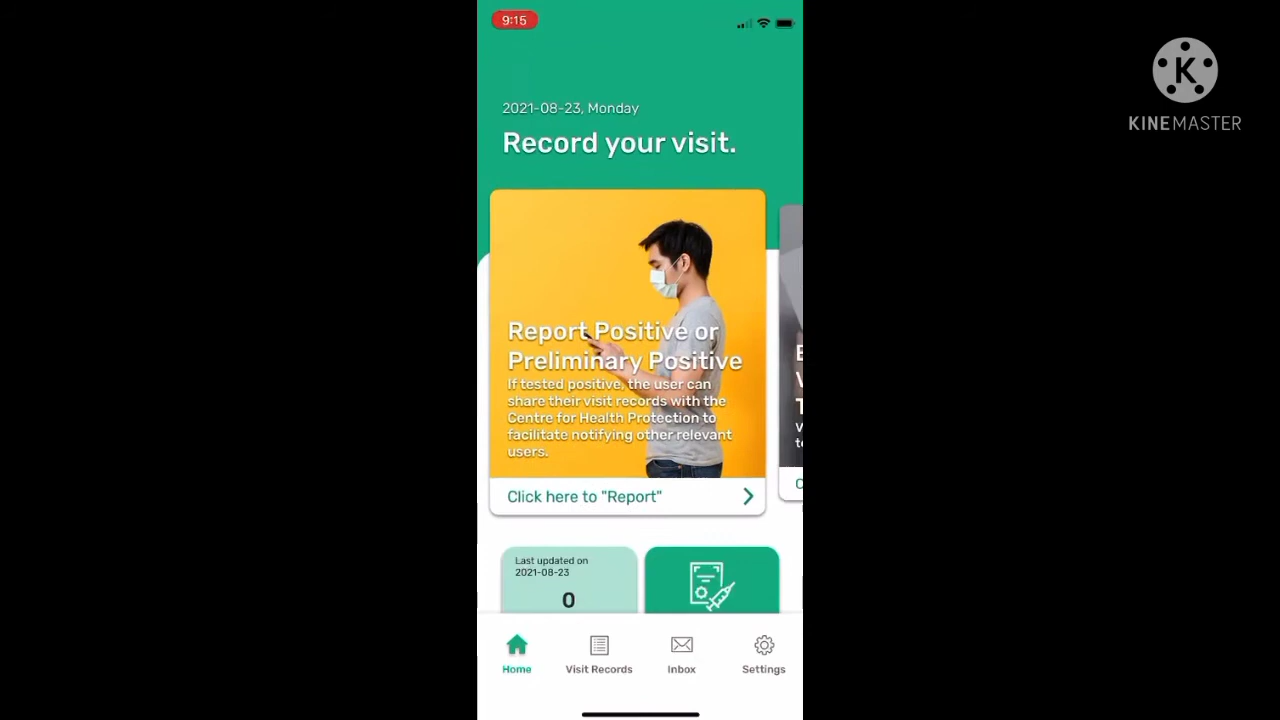 9:15
K
KINEMASTER
2021-08-23, Monday
Record your visit.
Report Positive or
Preliminary Positive
If tested positive, the user can
share their visit records with the
Centre for Health Protection to
facilitate notifying other relevant
users.
Click here to "Report"
Last updated on
2021-08-23
0
Home
Visit Records
Inbox
Settings